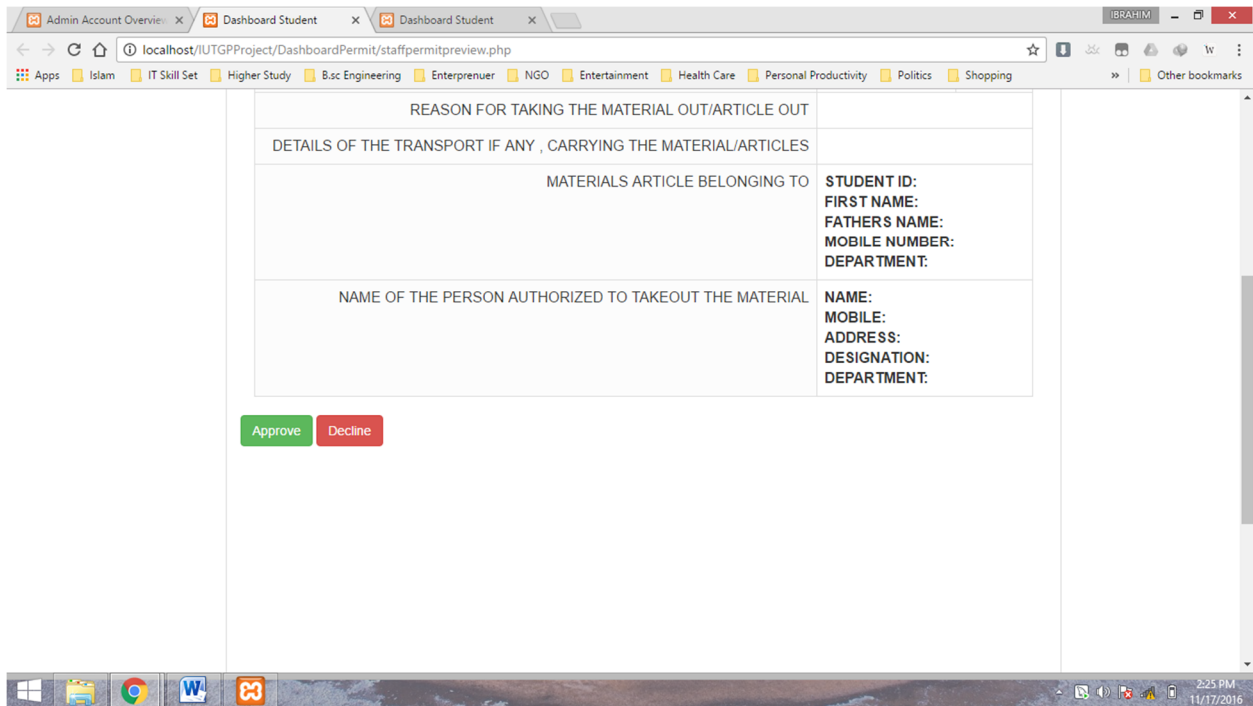 Admin Account Overview
Dashboard Student
Dashboard Student
IBRAHIM
localhost/IUTGPProject/DashboardPermit/staffpermitpreview.php
W
Apps Islam IT Skill Set Higher Study B.sc Engineering Enterprenuer NGO Entertainment Health Care Personal Productivity Politics Shopping » Other bookmarks
REASON FOR TAKING THE MATERIAL OUT/ARTICLE OUT
DETAILS OF THE TRANSPORT IF ANY , CARRYING THE MATERIAL/ARTICLES
MATERIALS ARTICLE BELONGING TO
STUDENT ID:
FIRST NAME:
FATHERS NAME:
MOBILE NUMBER:
DEPARTMENT:
NAME OF THE PERSON AUTHORIZED TO TAKEOUT THE MATERIAL
NAME:
MOBILE:
ADDRESS:
DESIGNATION:
DEPARTMENT:
Approve Decline
2:25 PM
11/17/2016